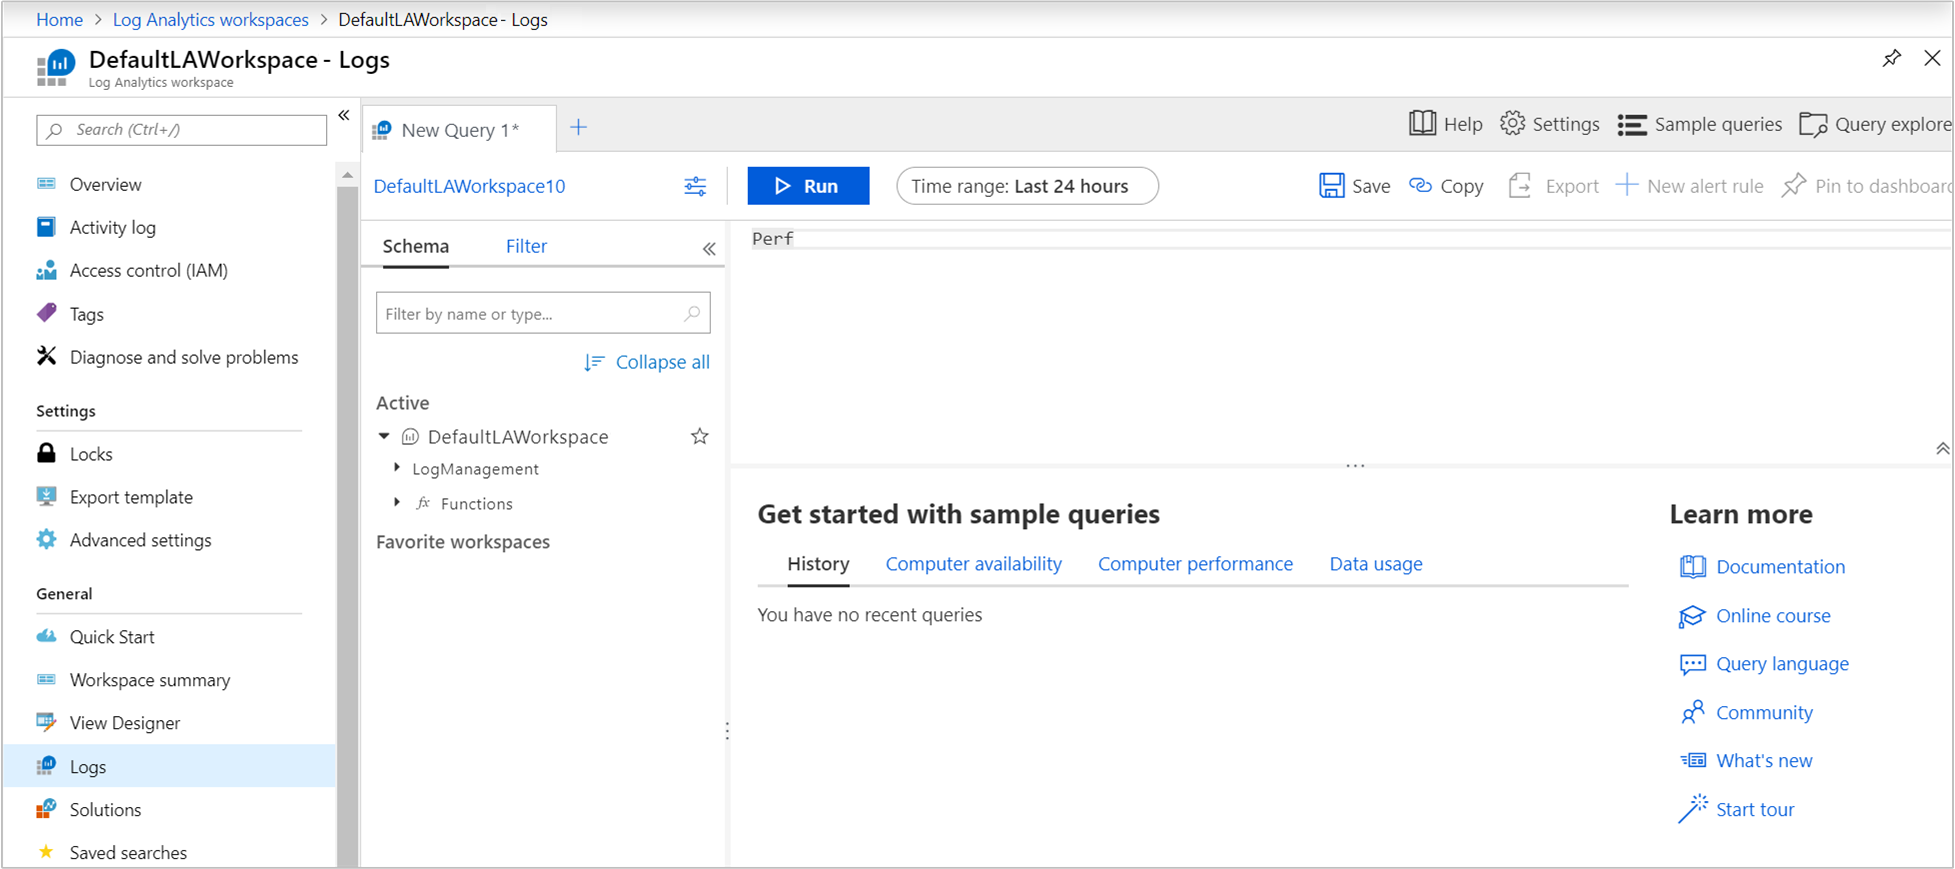 Home > Log Analytics workspaces > DefaultLAWorkspace - Logs
DefaultLAWorkspace - Logs
Log Analytics workspace
Search (Ctrl+/)
«
Overview
Activity log
Access control (IAM)
Tags
Diagnose and solve problems
Settings
Locks
Export template
Advanced settings
General
Quick Start
Workspace summary
View Designer
Logs
Solutions
Saved searches
New Query 1*
Help
Settings
Sample queries
Query explore
DefaultLAWorkspace10
Run
Time range: Last 24 hours
Save
Copy
Export
New alert rule
Pin to dashboard
Schema
Filter
«
Filter by name or type...
Collapse all
Active
DefaultLAWorkspace
LogManagement
fx Functions
Favorite workspaces
Perf
Get started with sample queries
History
Computer availability
Computer performance
Data usage
You have no recent queries
Learn more
Documentation
Online course
Query language
Community
What's new
Start tour